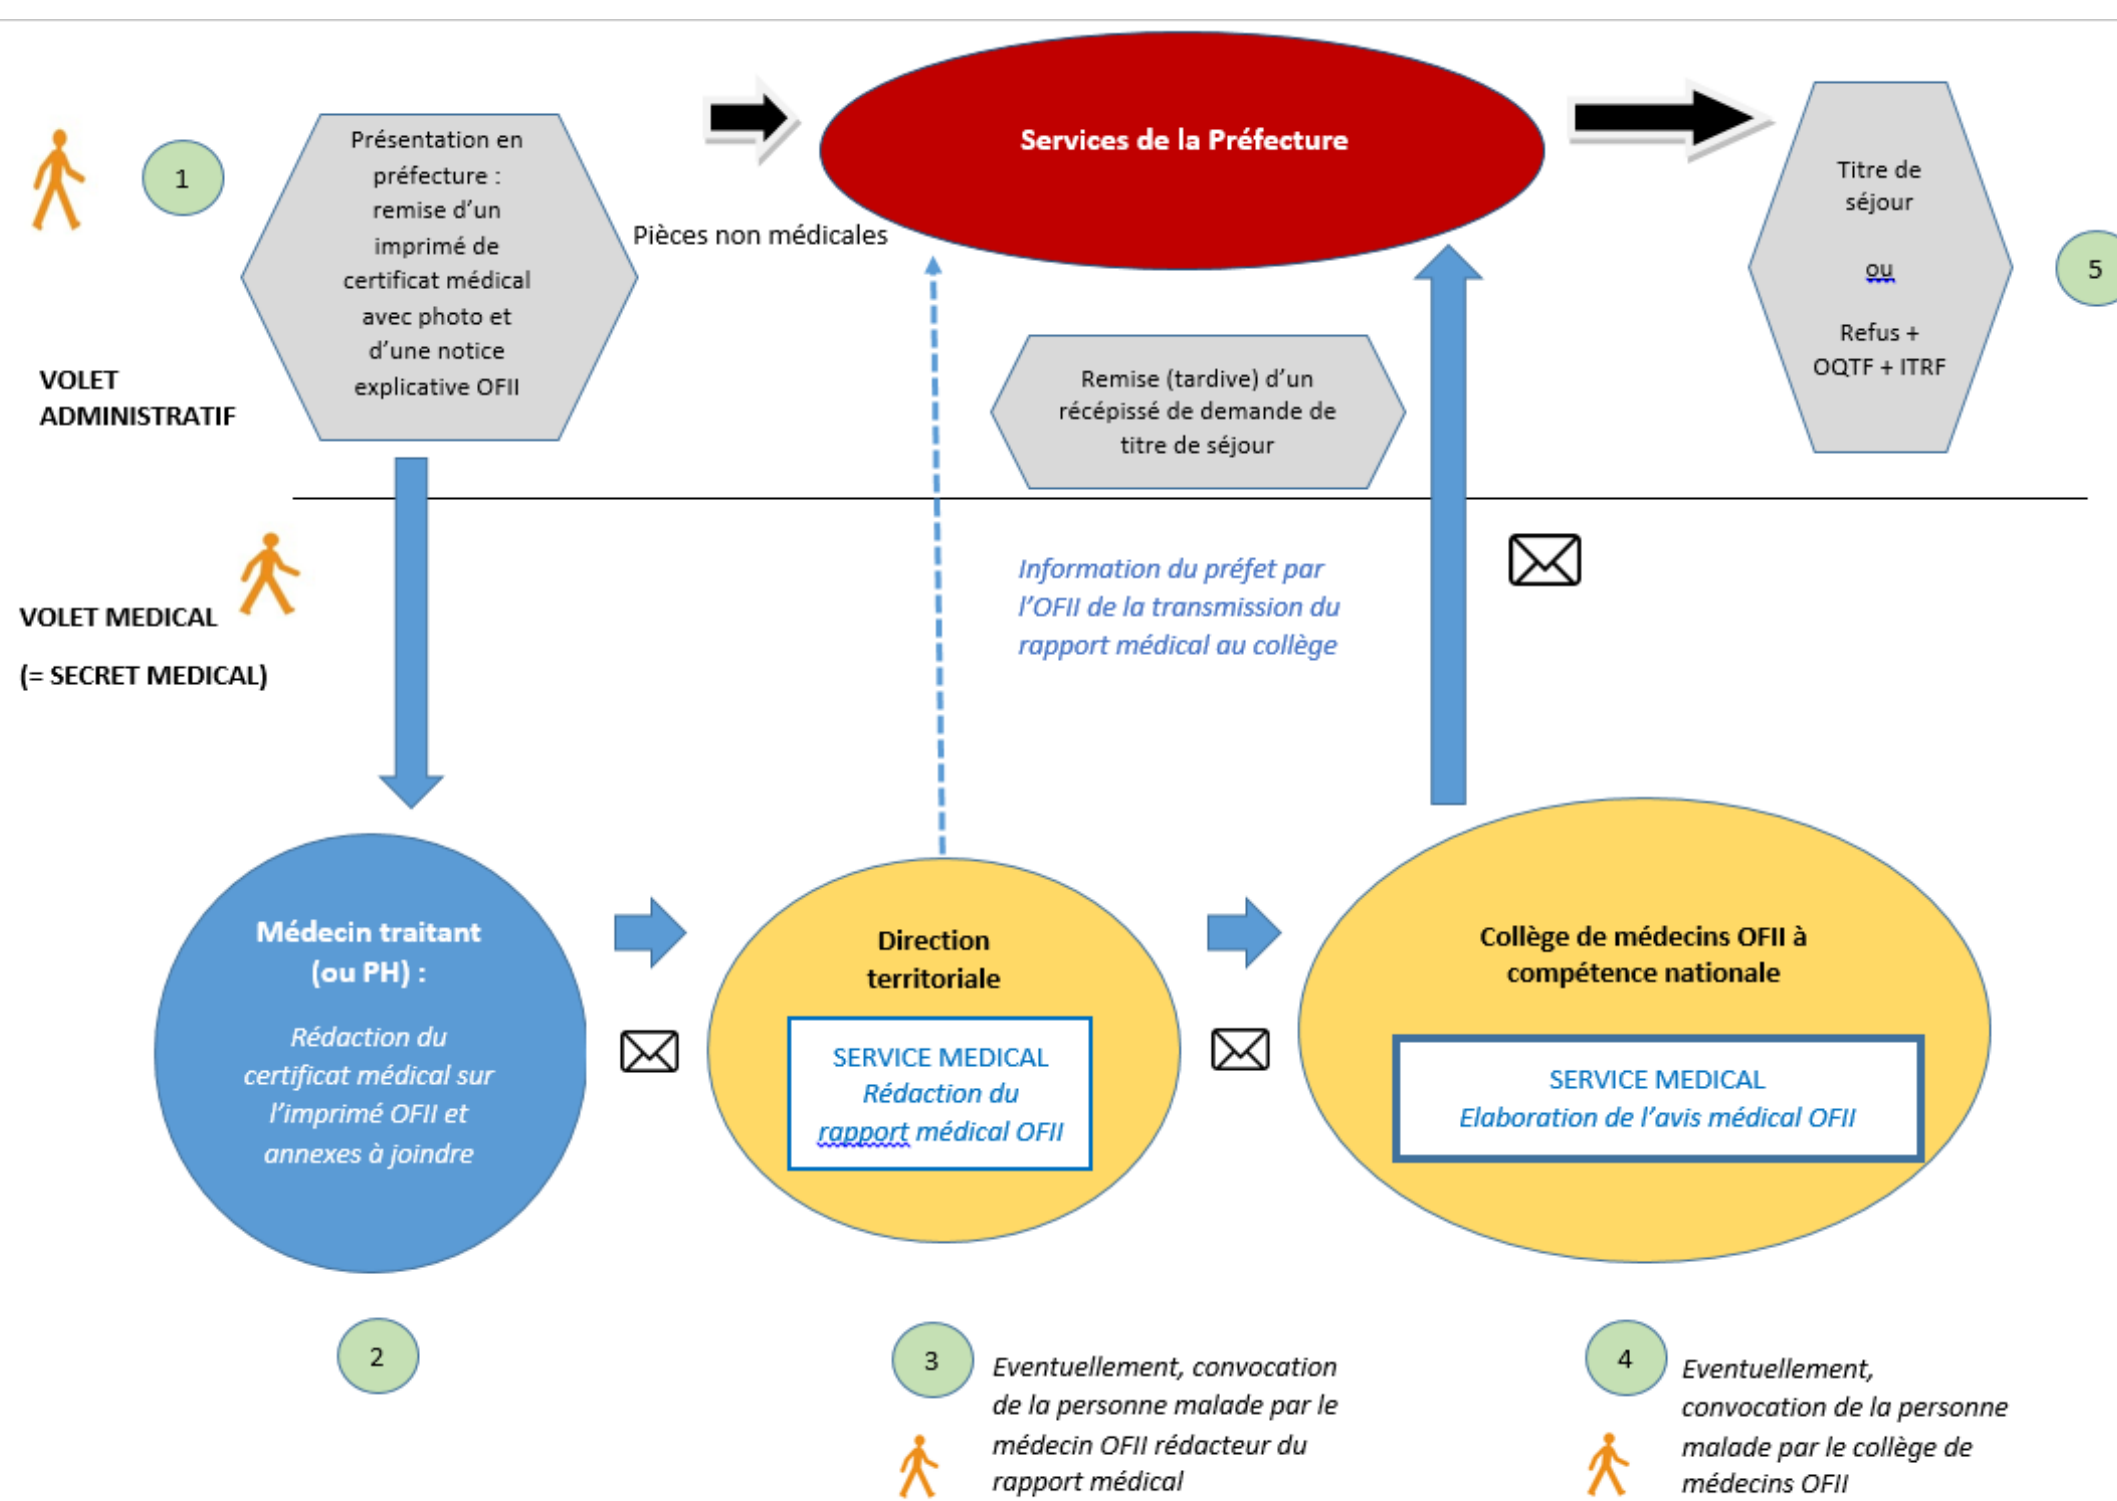 1
Présentation en
préfecture :
remise d'un
imprimé de
certificat médical
avec photo et
d'une notice
explicative OFII
Pièces non médicales
Services de la Préfecture
Titre de
séjour
ou
Refus +
OQTF + ITRF
5
Remise (tardive) d'un
récépissé de demande de
titre de séjour
VOLET
ADMINISTRATIF
VOLET MEDICAL
(= SECRET MEDICAL)
Information du préfet par
l'OFII de la transmission du
rapport médical au collège
Médecin traitant
(ou PH) :
Rédaction du
certificat médical sur
l'imprimé OFII et
annexes à joindre
Direction
territoriale
SERVICE MEDICAL
Rédaction du
rapport médical OFII
Collège de médecins OFII à
compétence nationale
SERVICE MEDICAL
Elaboration de l'avis médical OFII
2
3
Eventuellement, convocation
de la personne malade par le
médecin OFII rédacteur du
rapport médical
4
Eventuellement,
convocation de la personne
malade par le collège de
médecins OFII